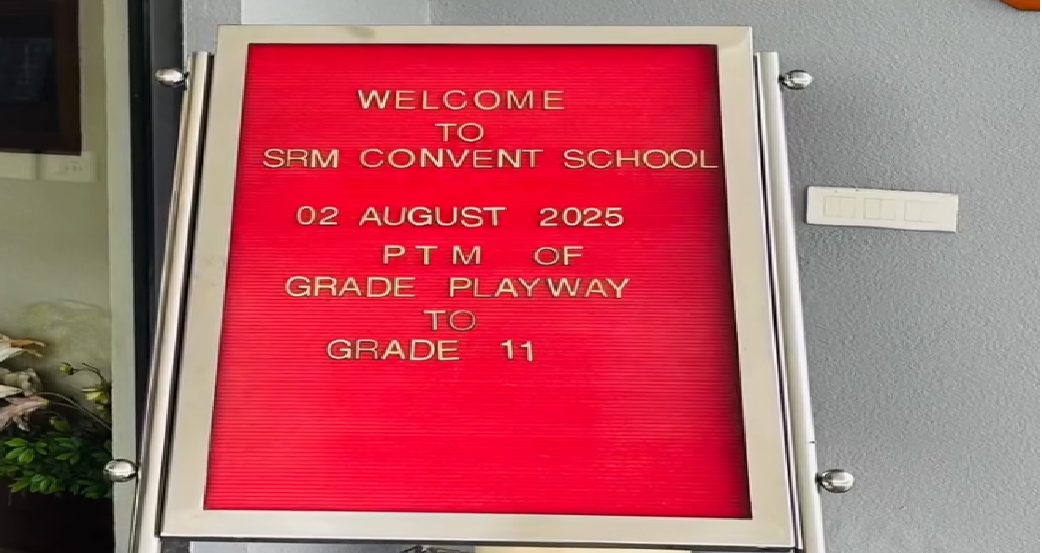 WELCOME
TO
SRM CONVENT SCHOOL
02 AUGUST 2025
PTM OF
GRADE PLAYWAY
TO
GRADE 11